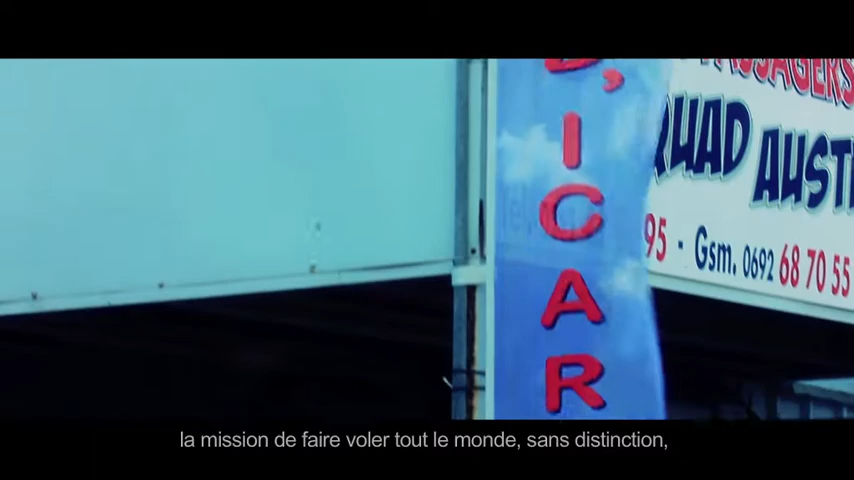 D'ICAR
PASSAGERS
QUAD AUST
95 - Gsm. 0692 68 70 55
la mission de faire voler tout le monde, sans distinction,